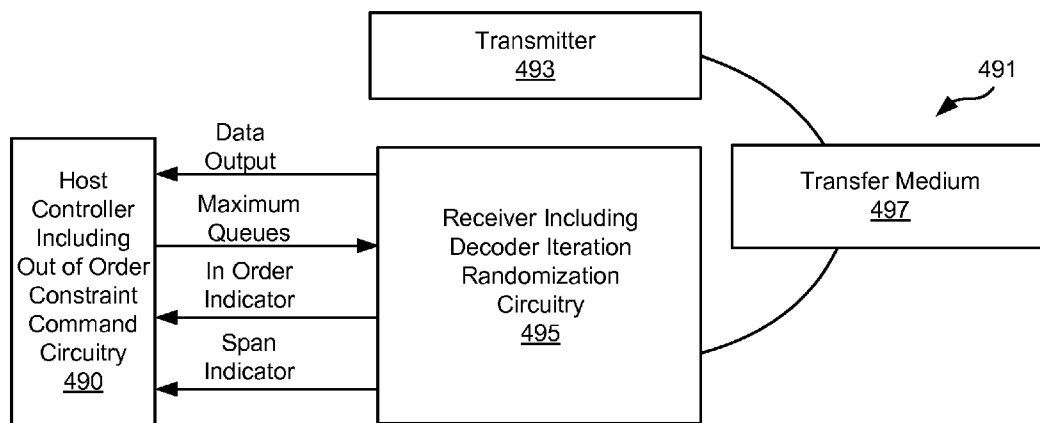 Transmitter
493
491
Transfer Medium
497
Host
Controller
Including
Out of Order
Constraint
Command
Circuitry
490
Data
Output
Maximum
Queues
In Order
Indicator
Span
Indicator
Receiver Including
Decoder Iteration
Randomization
Circuitry
495